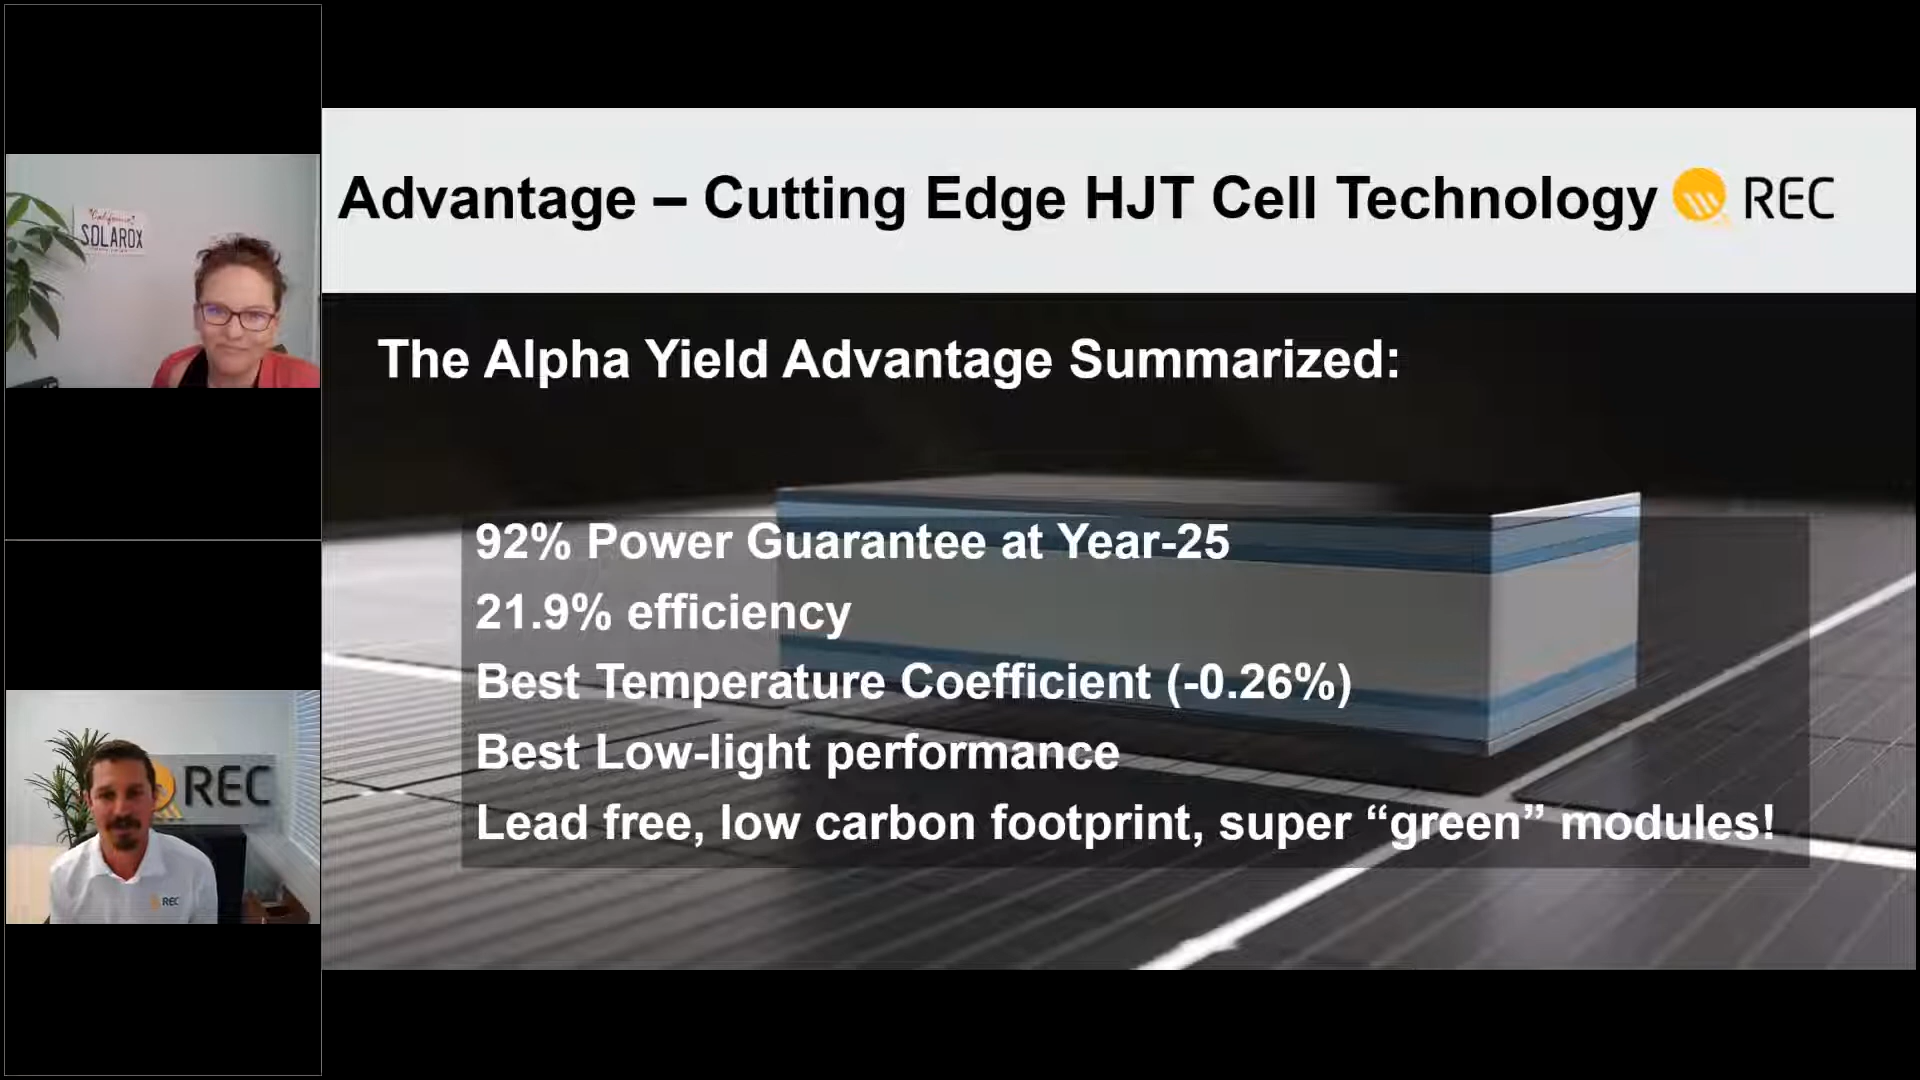 Advantage – Cutting Edge HJT Cell Technology
REC
The Alpha Yield Advantage Summarized:
92% Power Guarantee at Year-25
21.9% efficiency
Best Temperature Coefficient (-0.26%)
Best Low-light performance
Lead free, low carbon footprint, super “green” modules!
California
SOLAROX
REC
REC